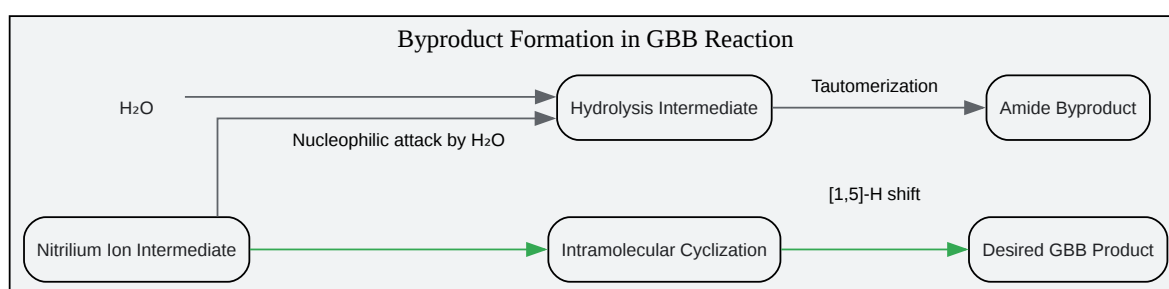 Byproduct Formation in GBB Reaction
H₂O
Nucleophilic attack by H₂O
Hydrolysis Intermediate
Tautomerization
Amide Byproduct
Nitrilium Ion Intermediate
Intramolecular Cyclization
[1,5]-H shift
Desired GBB Product